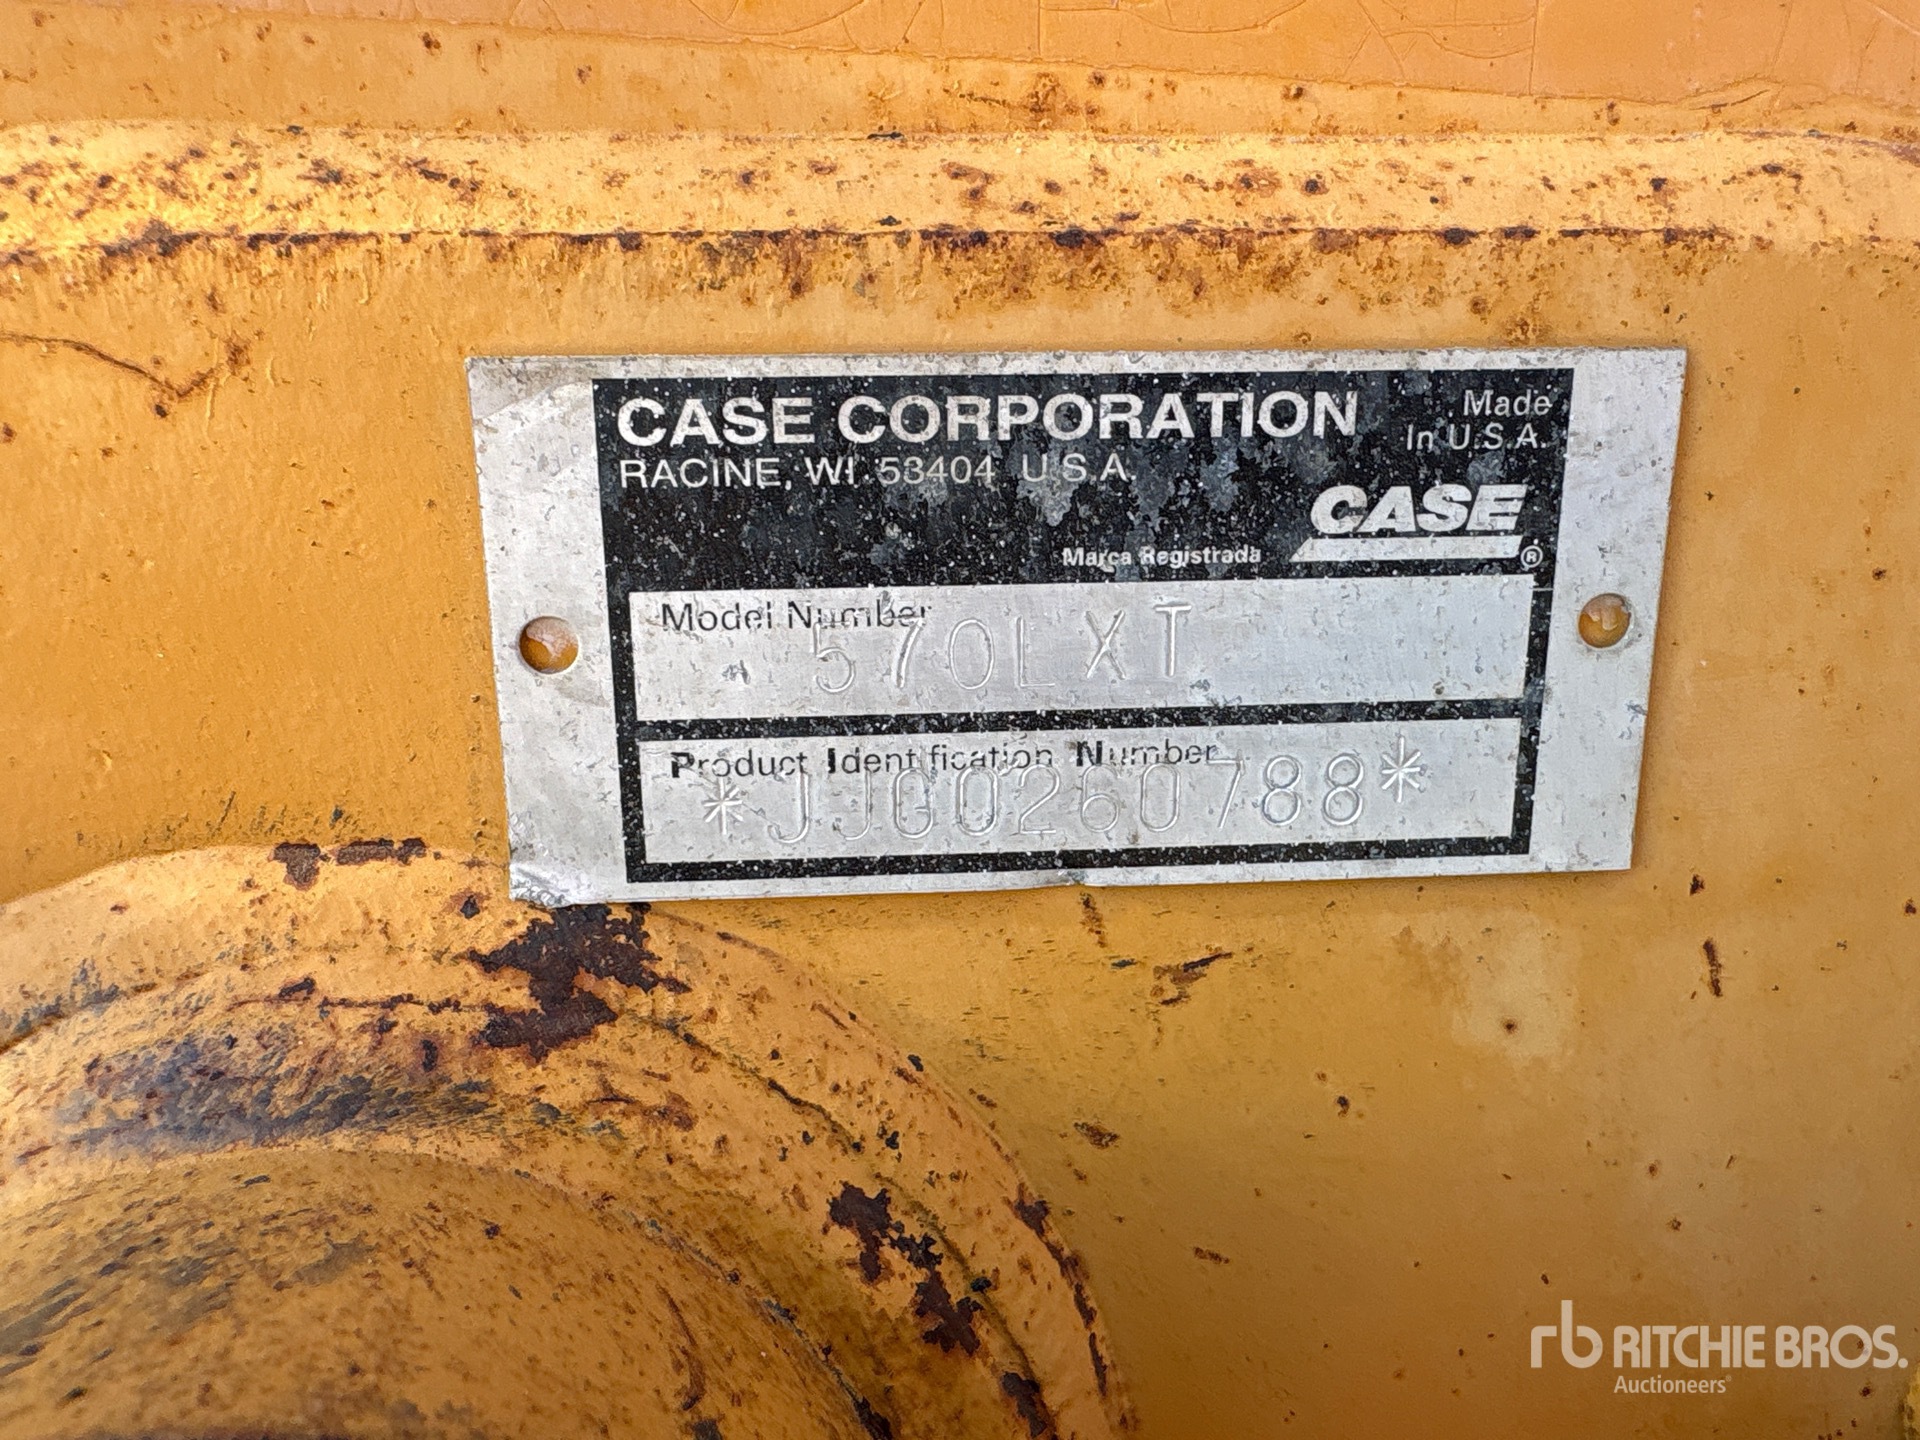 CASE CORPORATION
Made
In U.S.A.
RACINE, WI. 53404 U.S.A.
CASE
Marca Registrada ®
Model Number
570LXT
Product Identification Number
*JJG0260788*
rb RITCHIE BROS.
Auctioneers